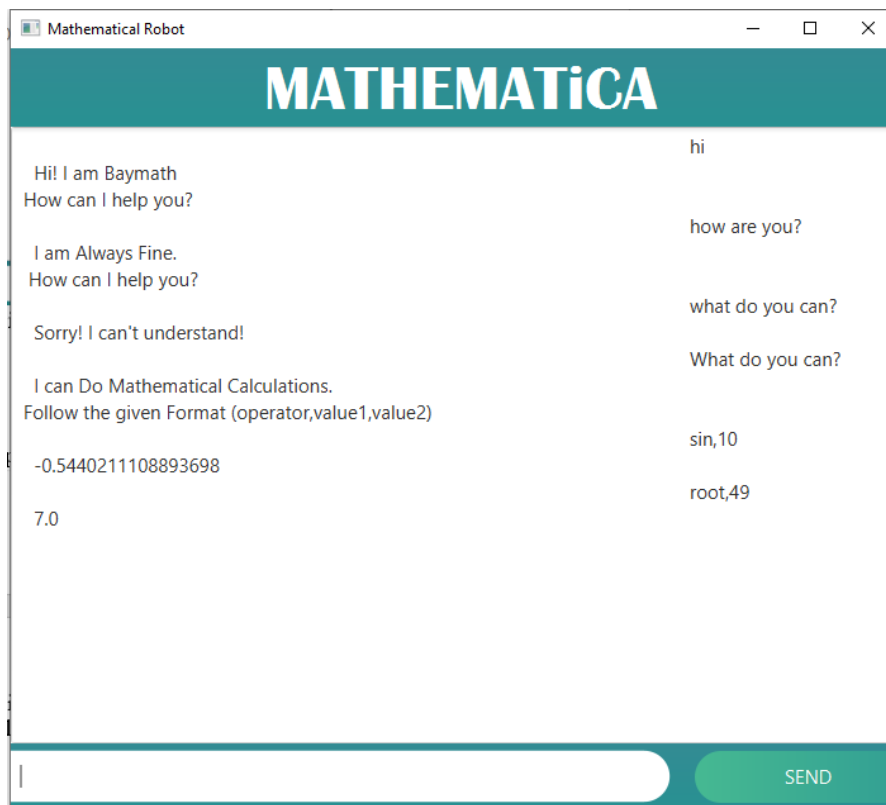 Mathematical Robot
MATHEMATiCA
hi
Hi! I am Baymath
How can I help you?
how are you?
I am Always Fine.
How can I help you?
what do you can?
Sorry! I can't understand!
What do you can?
I can Do Mathematical Calculations.
Follow the given Format (operator,value1,value2)
sin,10
-0.5440211108893698
root,49
7.0
SEND